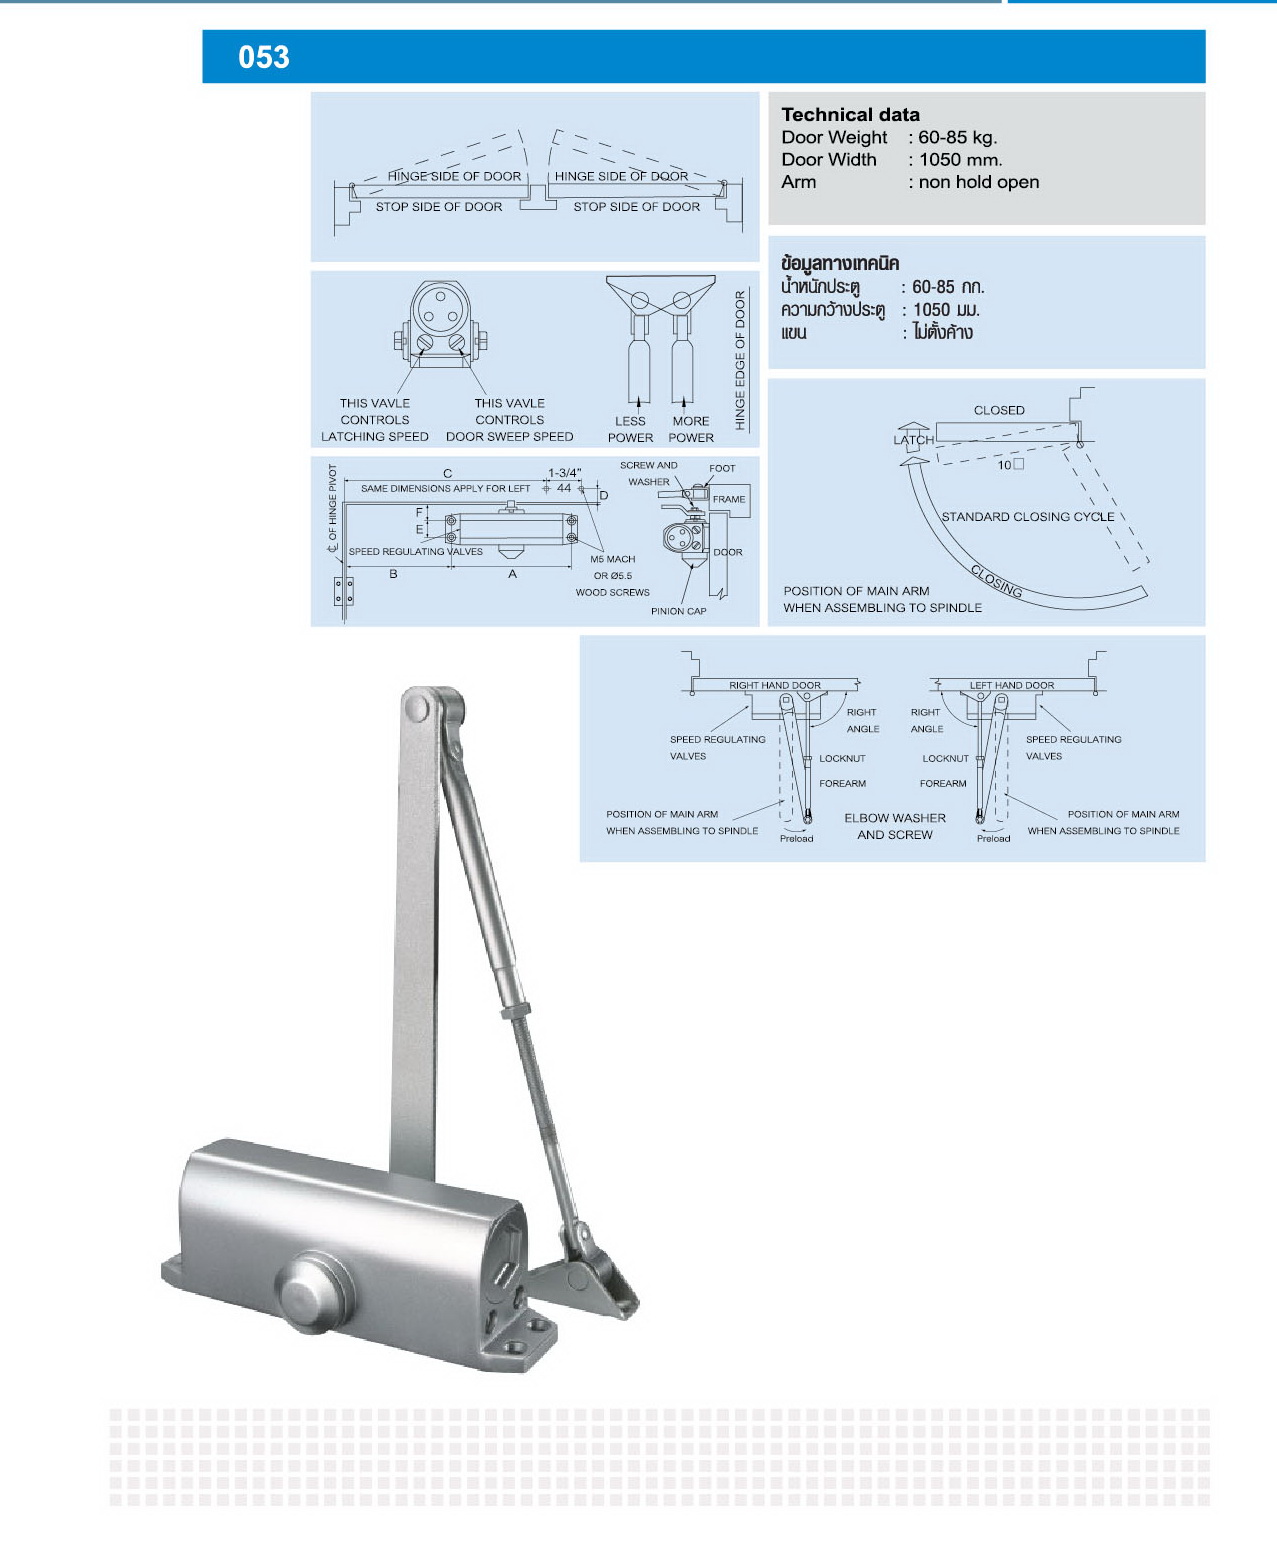 053
HINGE SIDE OF DOOR
HINGE SIDE OF DOOR
STOP SIDE OF DOOR
STOP SIDE OF DOOR
Technical data
Door Weight : 60-85 kg.
Door Width : 1050 mm.
Arm : non hold open
ข้อมูลทางเทคนิค
น้ำหนักประตู : 60-85 กก.
ความกว้างประตู : 1050 มม.
แขน : ไม่ตั้งค้าง
THIS VAVLE
CONTROLS
LATCHING SPEED
THIS VAVLE
CONTROLS
DOOR SWEEP SPEED
LESS
POWER
MORE
POWER
HINGE EDGE OF DOOR
CLOSED
LATCH
10□
STANDARD CLOSING CYCLE
CLOSING
POSITION OF MAIN ARM
WHEN ASSEMBLING TO SPINDLE
℄ OF HINGE PIVOT
C
1-3/4"
SAME DIMENSIONS APPLY FOR LEFT
44
D
F
E
SPEED REGULATING VALVES
B
A
M5 MACH
OR Ø5.5
WOOD SCREWS
SCREW AND
WASHER
FOOT
FRAME
DOOR
PINION CAP
RIGHT HAND DOOR
RIGHT
ANGLE
SPEED REGULATING
VALVES
LOCKNUT
FOREARM
POSITION OF MAIN ARM
WHEN ASSEMBLING TO SPINDLE
Preload
ELBOW WASHER
AND SCREW
LEFT HAND DOOR
RIGHT
ANGLE
SPEED REGULATING
VALVES
LOCKNUT
FOREARM
POSITION OF MAIN ARM
WHEN ASSEMBLING TO SPINDLE
Preload